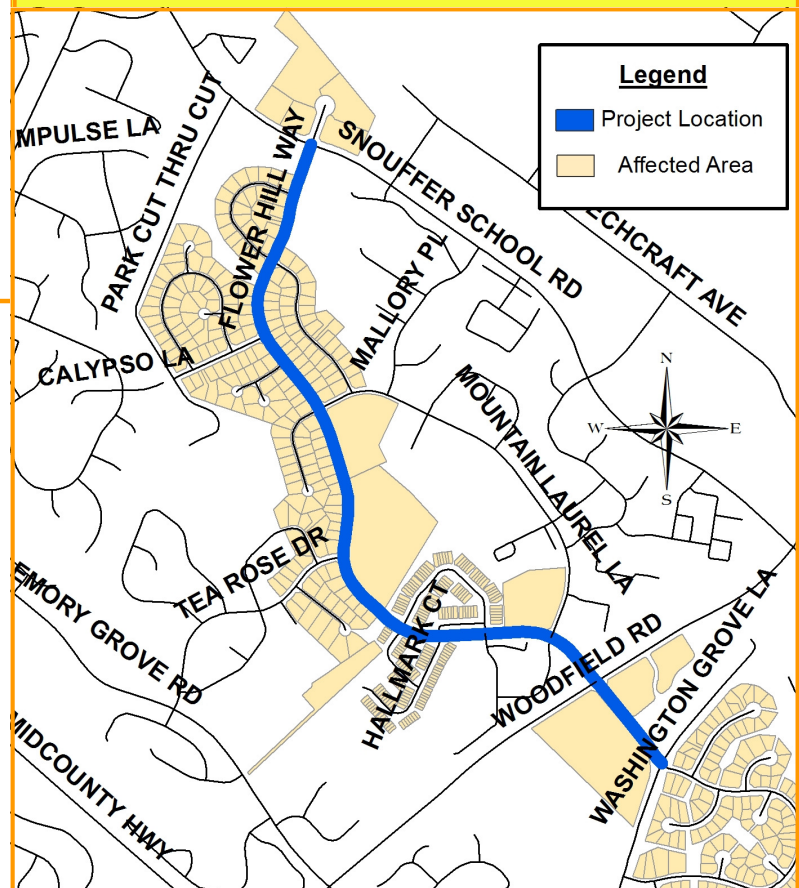 Legend
Project Location
Affected Area
MPULSE LA
PARK CUT THRU CUT
FLOWER HILL WAY
SNOUFFER SCHOOL RD
ECHCRAFT AVE
MALLORY PL
CALYPSO LA
MOUNTAIN LAUREL LA
N
W
E
S
TEA ROSE DR
EMORY GROVE RD
HALLMARK CT
WOODFIELD RD
WASHINGTON GROVE LA
MIDCOUNTY HWY